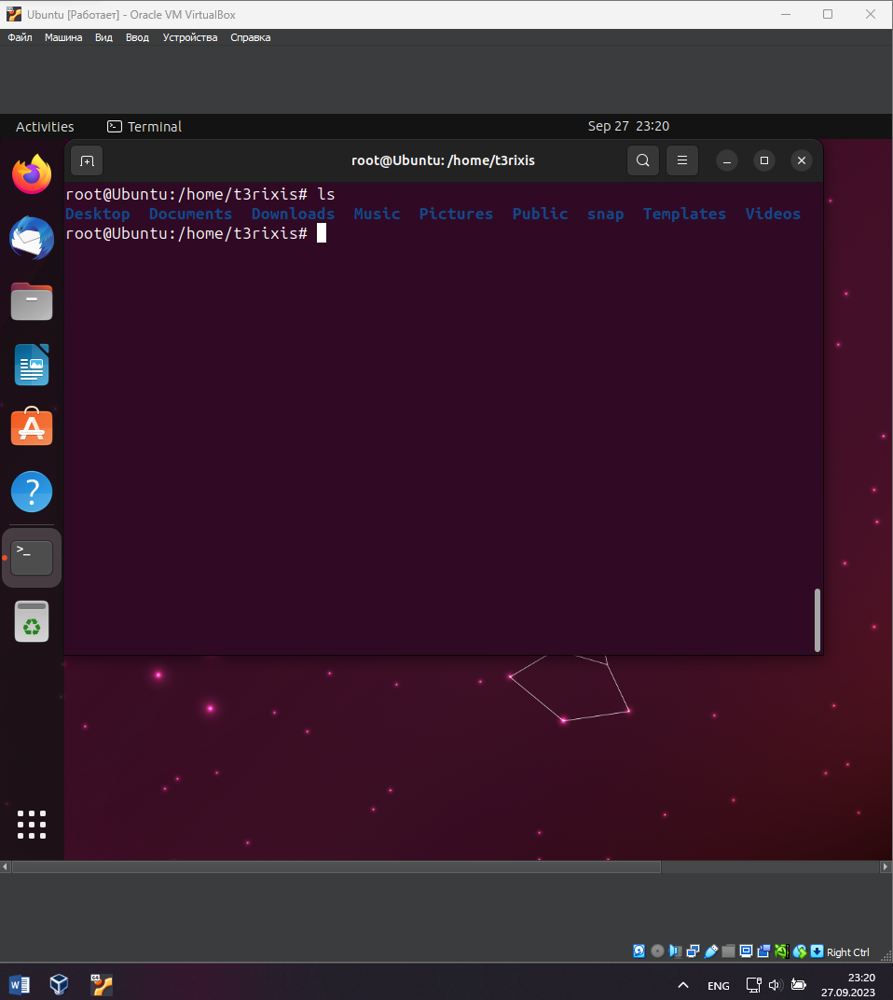 Ubuntu [Работает] - Oracle VM VirtualBox
Файл Машина Вид Ввод Устройства Справка
Activities Terminal Sep 27 23:20
root@Ubuntu: /home/t3rixis
root@Ubuntu:/home/t3rixis# ls
Desktop Documents Downloads Music Pictures Public snap Templates Videos
root@Ubuntu:/home/t3rixis#
Right Ctrl
ENG
23:20
27.09.2023